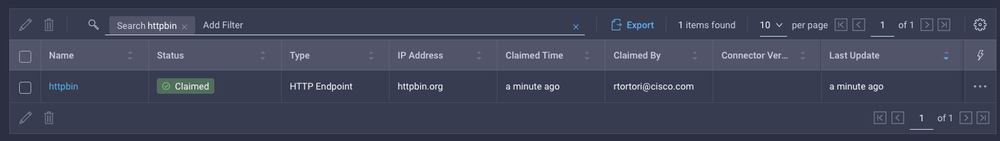 Search httpbin × Add Filter × Export 1 items found 10 per page 1 of 1
Name Status Type IP Address Claimed Time Claimed By Connector Ver... Last Update
httpbin Claimed HTTP Endpoint httpbin.org a minute ago rtortori@cisco.com a minute ago
1 of 1